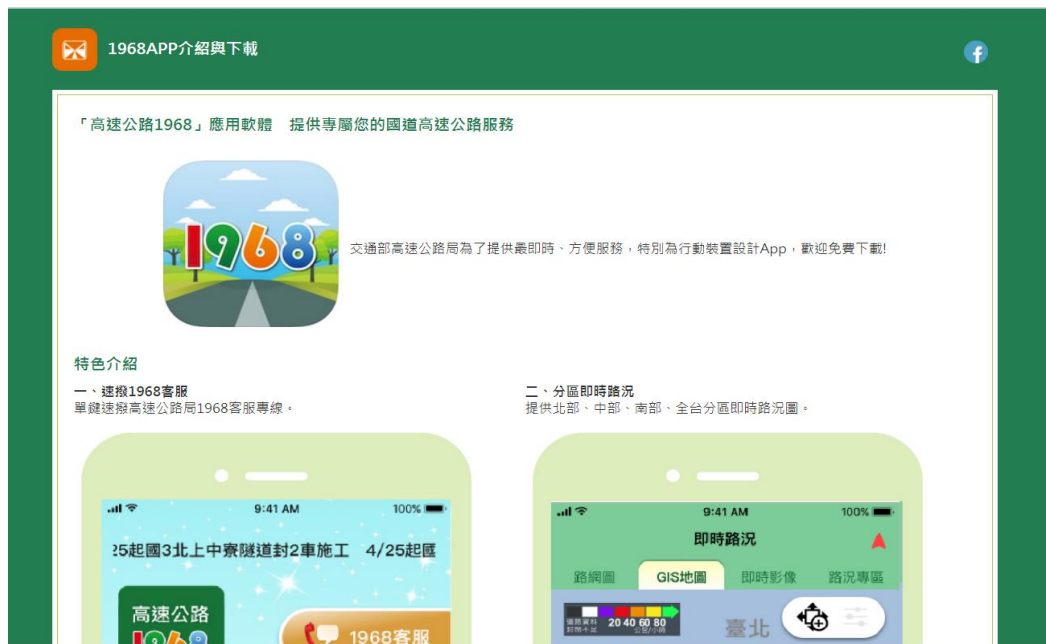 1968APP介紹與下載
「高速公路1968」應用軟體　提供專屬您的國道高速公路服務
1968
交通部高速公路局為了提供最即時、方便服務，特別為行動裝置設計App，歡迎免費下載!
特色介紹
一、速撥1968客服
單鍵速撥高速公路局1968客服專線。
二、分區即時路況
提供北部、中部、南部、全台分區即時路況圖。
9:41 AM
100%
25起國3北上中寮隧道封2車施工　4/25起匝
高速公路
1968
1968客服
9:41 AM
100%
即時路況
路網圖
GIS地圖
即時影像
路況專區
20 40 60 80
公里/小時
臺北